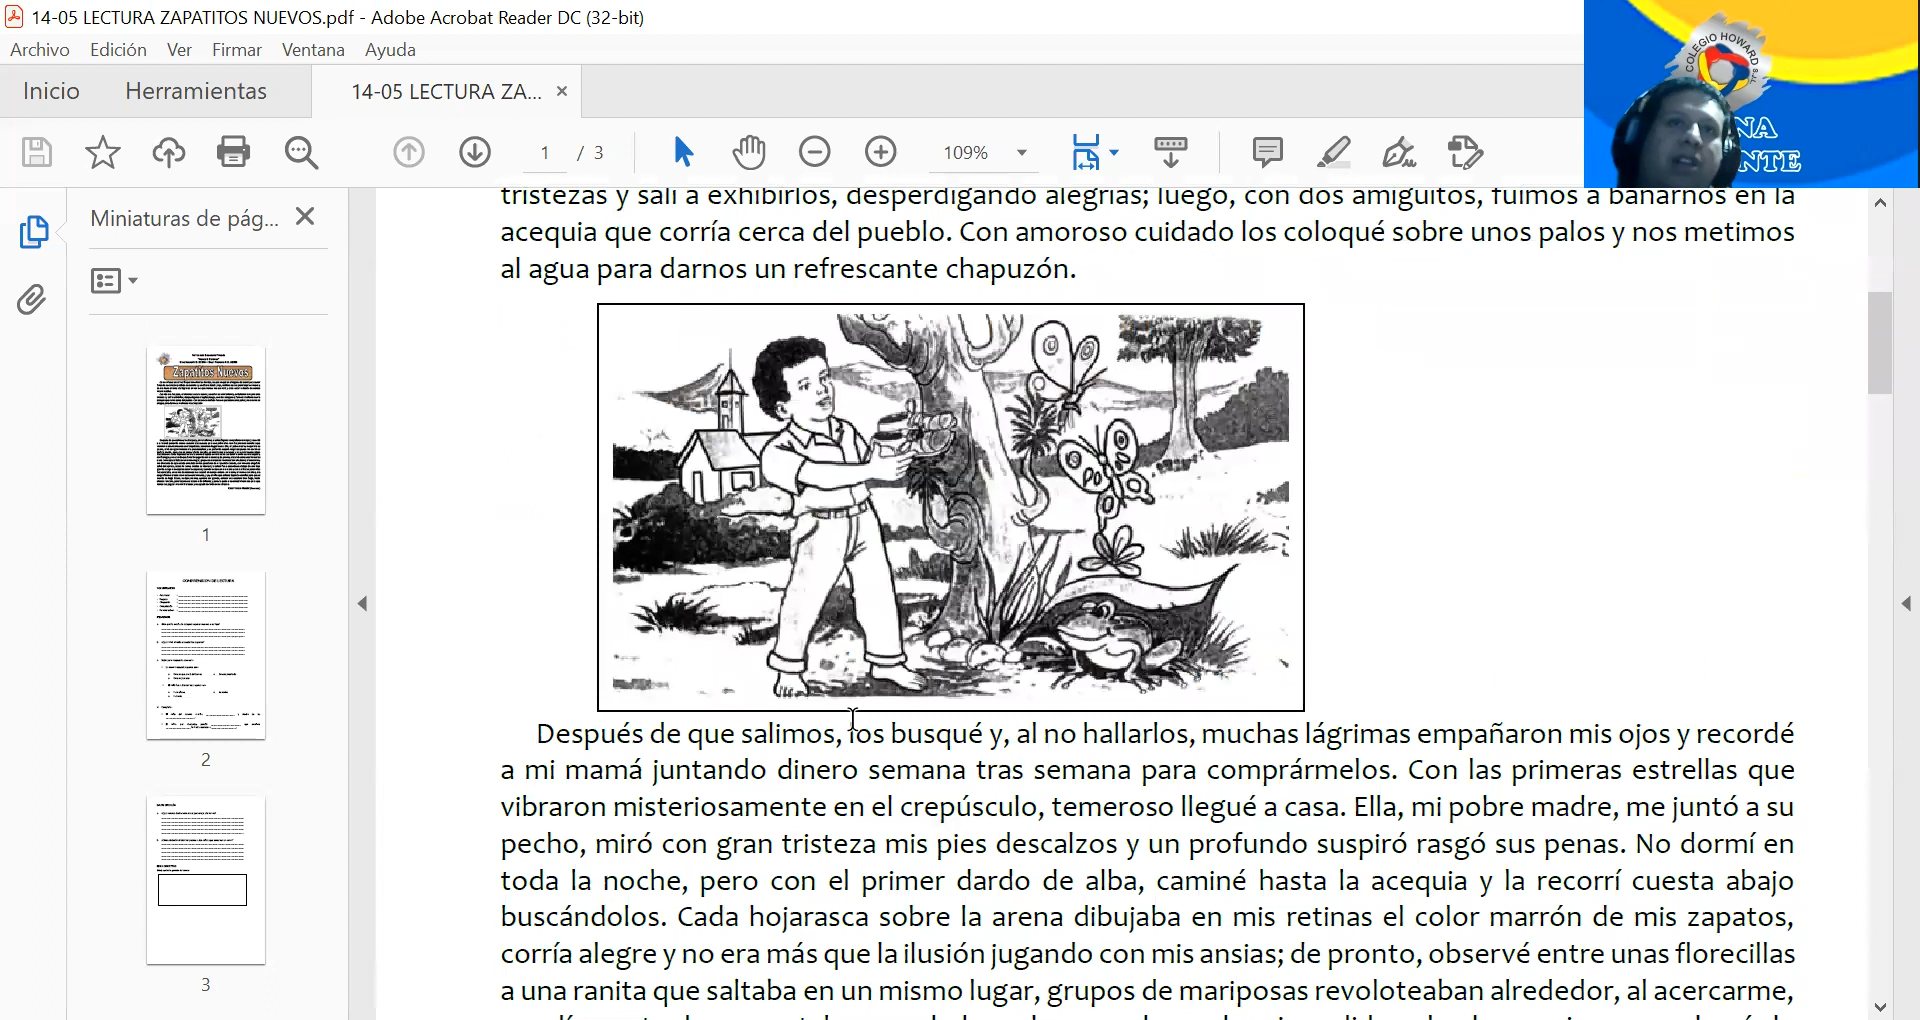 14-05 LECTURA ZAPATITOS NUEVOS.pdf - Adobe Acrobat Reader DC (32-bit)
Archivo Edición Ver Firmar Ventana Ayuda
Inicio Herramientas 14-05 LECTURA ZA... ×
1 / 3 109%
COLEGIO HOWARD S.J.L
NA
NTE
Miniaturas de pág...
Zapatitos Nuevos
1
COMPRENSION DE LECTURA
2
3
tristezas y salí a exhibirlos, desperdigando alegrías; luego, con dos amiguitos, fuimos a bañarnos en la
acequia que corría cerca del pueblo. Con amoroso cuidado los coloqué sobre unos palos y nos metimos
al agua para darnos un refrescante chapuzón.
Después de que salimos, los busqué y, al no hallarlos, muchas lágrimas empañaron mis ojos y recordé
a mi mamá juntando dinero semana tras semana para comprármelos. Con las primeras estrellas que
vibraron misteriosamente en el crepúsculo, temeroso llegué a casa. Ella, mi pobre madre, me juntó a su
pecho, miró con gran tristeza mis pies descalzos y un profundo suspiró rasgó sus penas. No dormí en
toda la noche, pero con el primer dardo de alba, caminé hasta la acequia y la recorrí cuesta abajo
buscándolos. Cada hojarasca sobre la arena dibujaba en mis retinas el color marrón de mis zapatos,
corría alegre y no era más que la ilusión jugando con mis ansias; de pronto, observé entre unas florecillas
a una ranita que saltaba en un mismo lugar, grupos de mariposas revoloteaban alrededor, al acercarme,